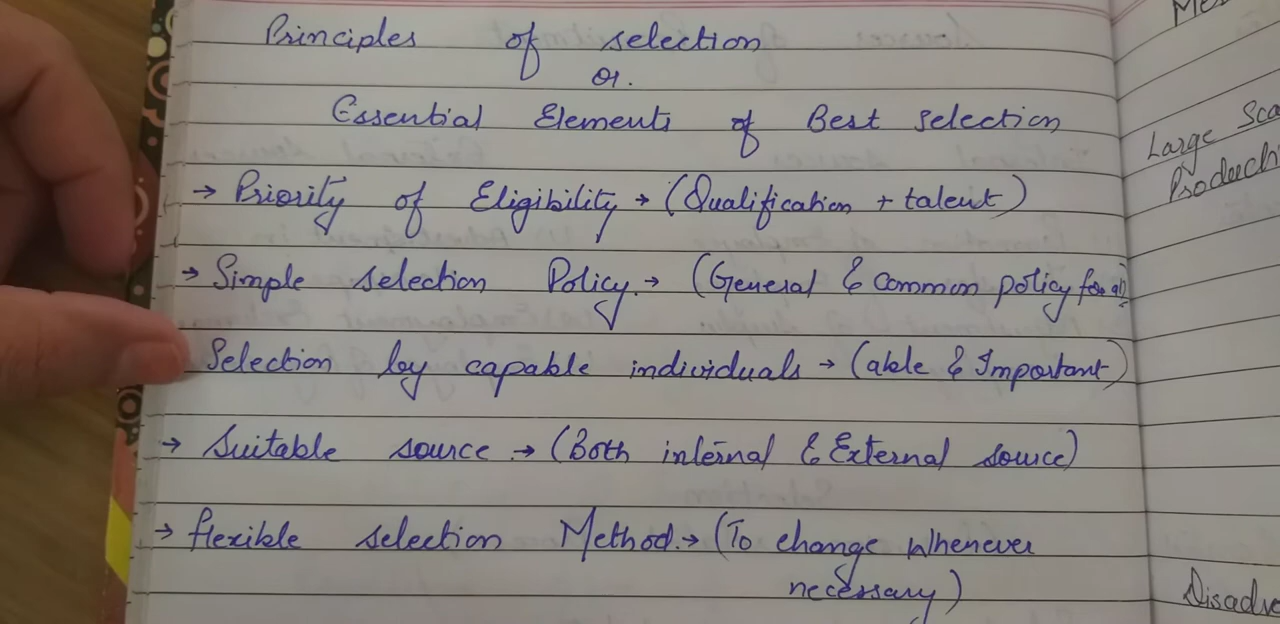 Principles of selection
or.
Essential Elements of Best selection
→ Priority of Eligibility → (Qualification + talent)
→ Simple selection Policy. → (General & Common policy for all)
Selection by capable individuals → (able & Important)
→ Suitable source → (Both internal & External source)
→ flexible selection Method. → (To change Whenever
necessary)
Large